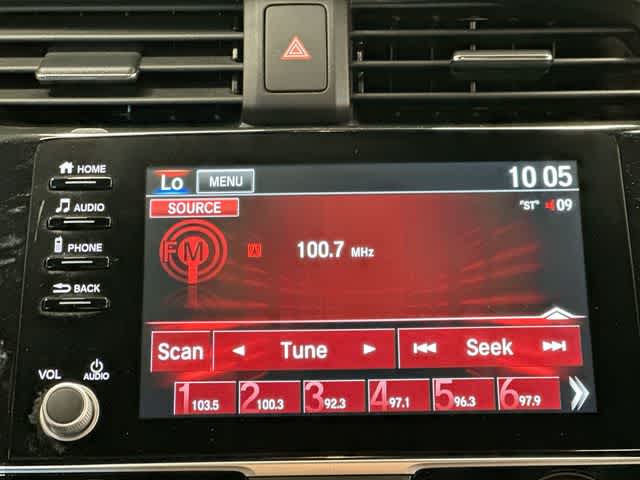 HOME
AUDIO
PHONE
BACK
VOL
AUDIO
Lo MENU 10 05
SOURCE "ST" 09
FM 100.7 MHz
Scan Tune Seek
1 103.5 2 100.3 3 92.3 4 97.1 5 96.3 6 97.9